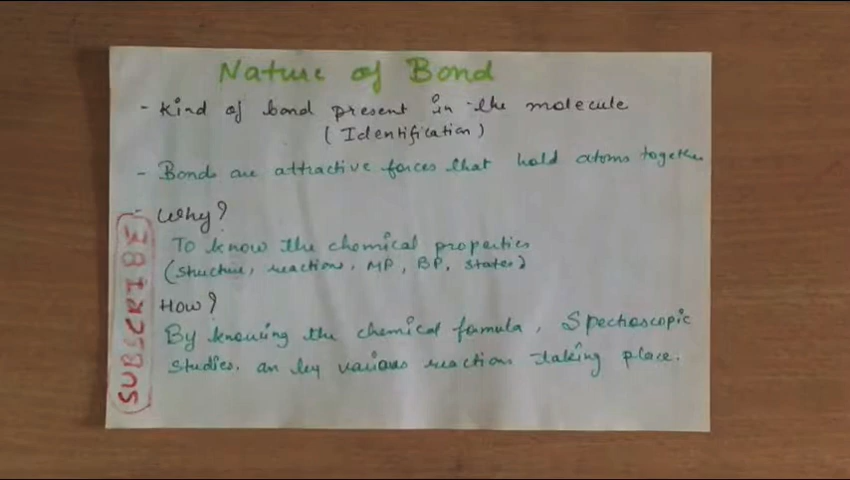 Nature of Bond
- Kind of bond present in the molecule
(Identification)
- Bonds are attractive forces that hold atoms together
- Why?
To know the chemical properties
(structure, reactions, MP, BP, states)
How?
By knowing the chemical formula, Spectroscopic
studies. an by various reactions taking place.
SUBSCRIBE